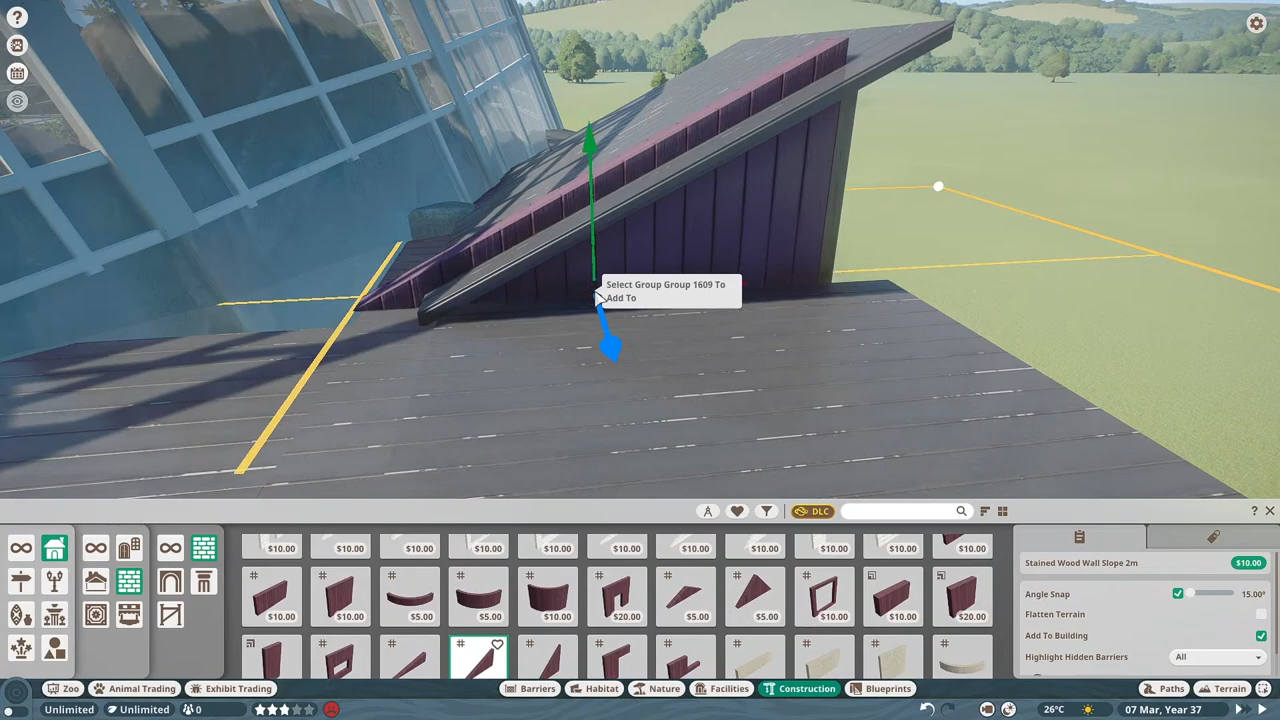 ?
Select Group Group 1609 To
Add To
DLC
? ×
$10.00 $10.00 $10.00 $10.00 $10.00 $10.00 $10.00 $10.00 $10.00 $10.00 $10.00
$10.00 $10.00 $5.00 $5.00 $10.00 $20.00 $5.00 $5.00 $10.00 $10.00 $20.00
Stained Wood Wall Slope 2m $10.00
Angle Snap 15.00°
Flatten Terrain
Add To Building
Highlight Hidden Barriers All
Zoo Animal Trading Exhibit Trading Barriers Habitat Nature Facilities Construction Blueprints Paths Terrain
Unlimited Unlimited 0 26°C 07 Mar, Year 37